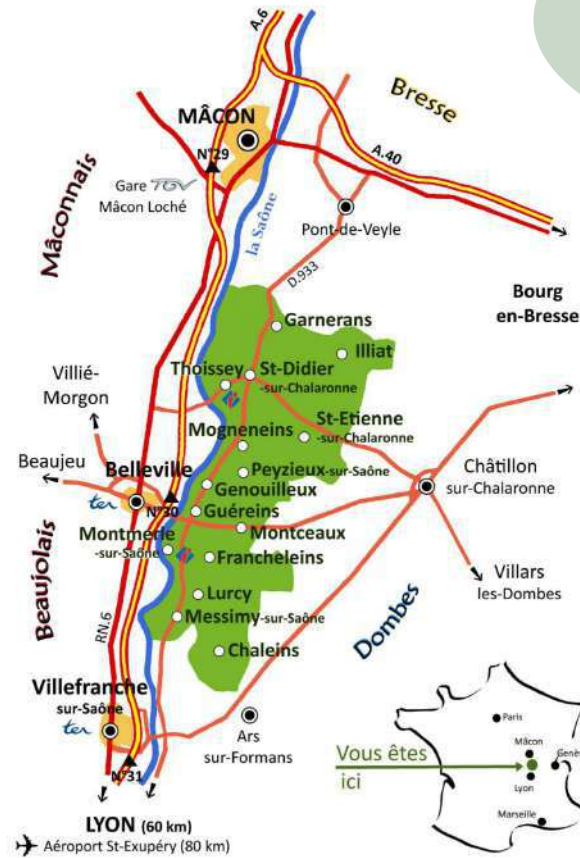 A.6
Bresse
MÂCON
N°29
A.40
Gare TGV
Mâcon Loché
Mâconnais
la Saône
Pont-de-Veyle
D.933
Bourg
en-Bresse
Garnerans
Illiat
Thoissey
St-Didier
-sur-Chalaronne
Villié-
Morgon
St-Etienne
-sur-Chalaronne
Mogneneins
Beaujeu
Belleville
Peyzieux-sur-Saône
Châtillon
sur-Chalaronne
Genouilleux
ter
N°30
Guéreins
Montceaux
Montmerle
-sur-Saône
Francheleins
Villars
les-Dombes
Beaujolais
Lurcy
Dombes
Messimy-sur-Saône
RN.6
Chaleins
Villefranche
sur-Saône
ter
Ars
sur-Formans
N°31
Paris
Mâcon
Genèv
Vous êtes
ici
Lyon
Marseille
LYON (60 km)
Aéroport St-Exupéry (80 km)